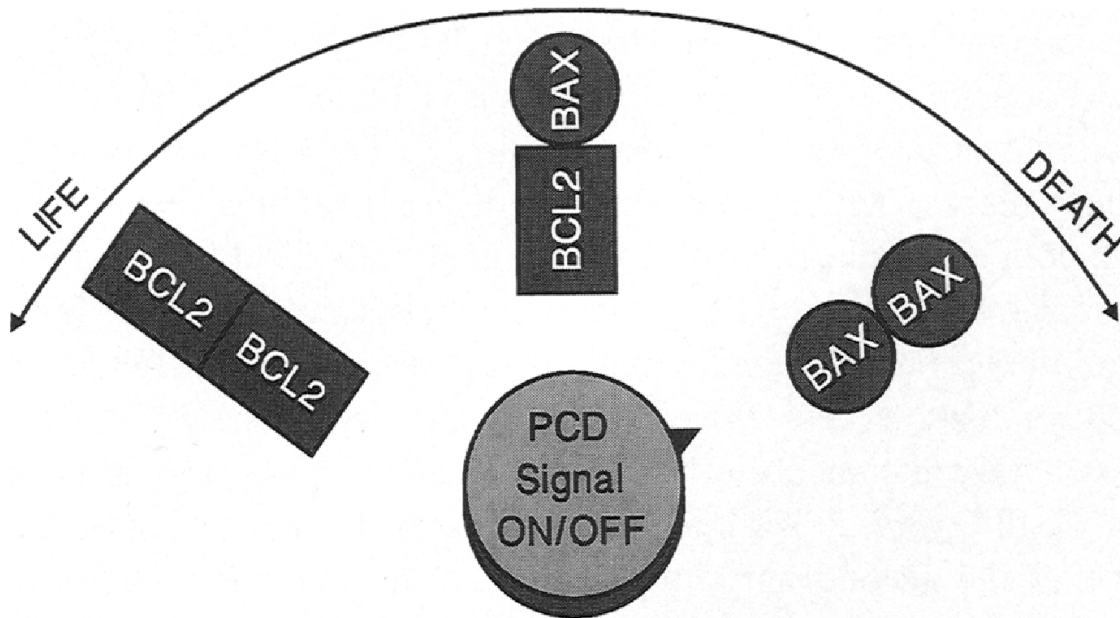 BAX
BCL2
LIFE
DEATH
BCL2 BCL2
BAX BAX
PCD
Signal
ON/OFF